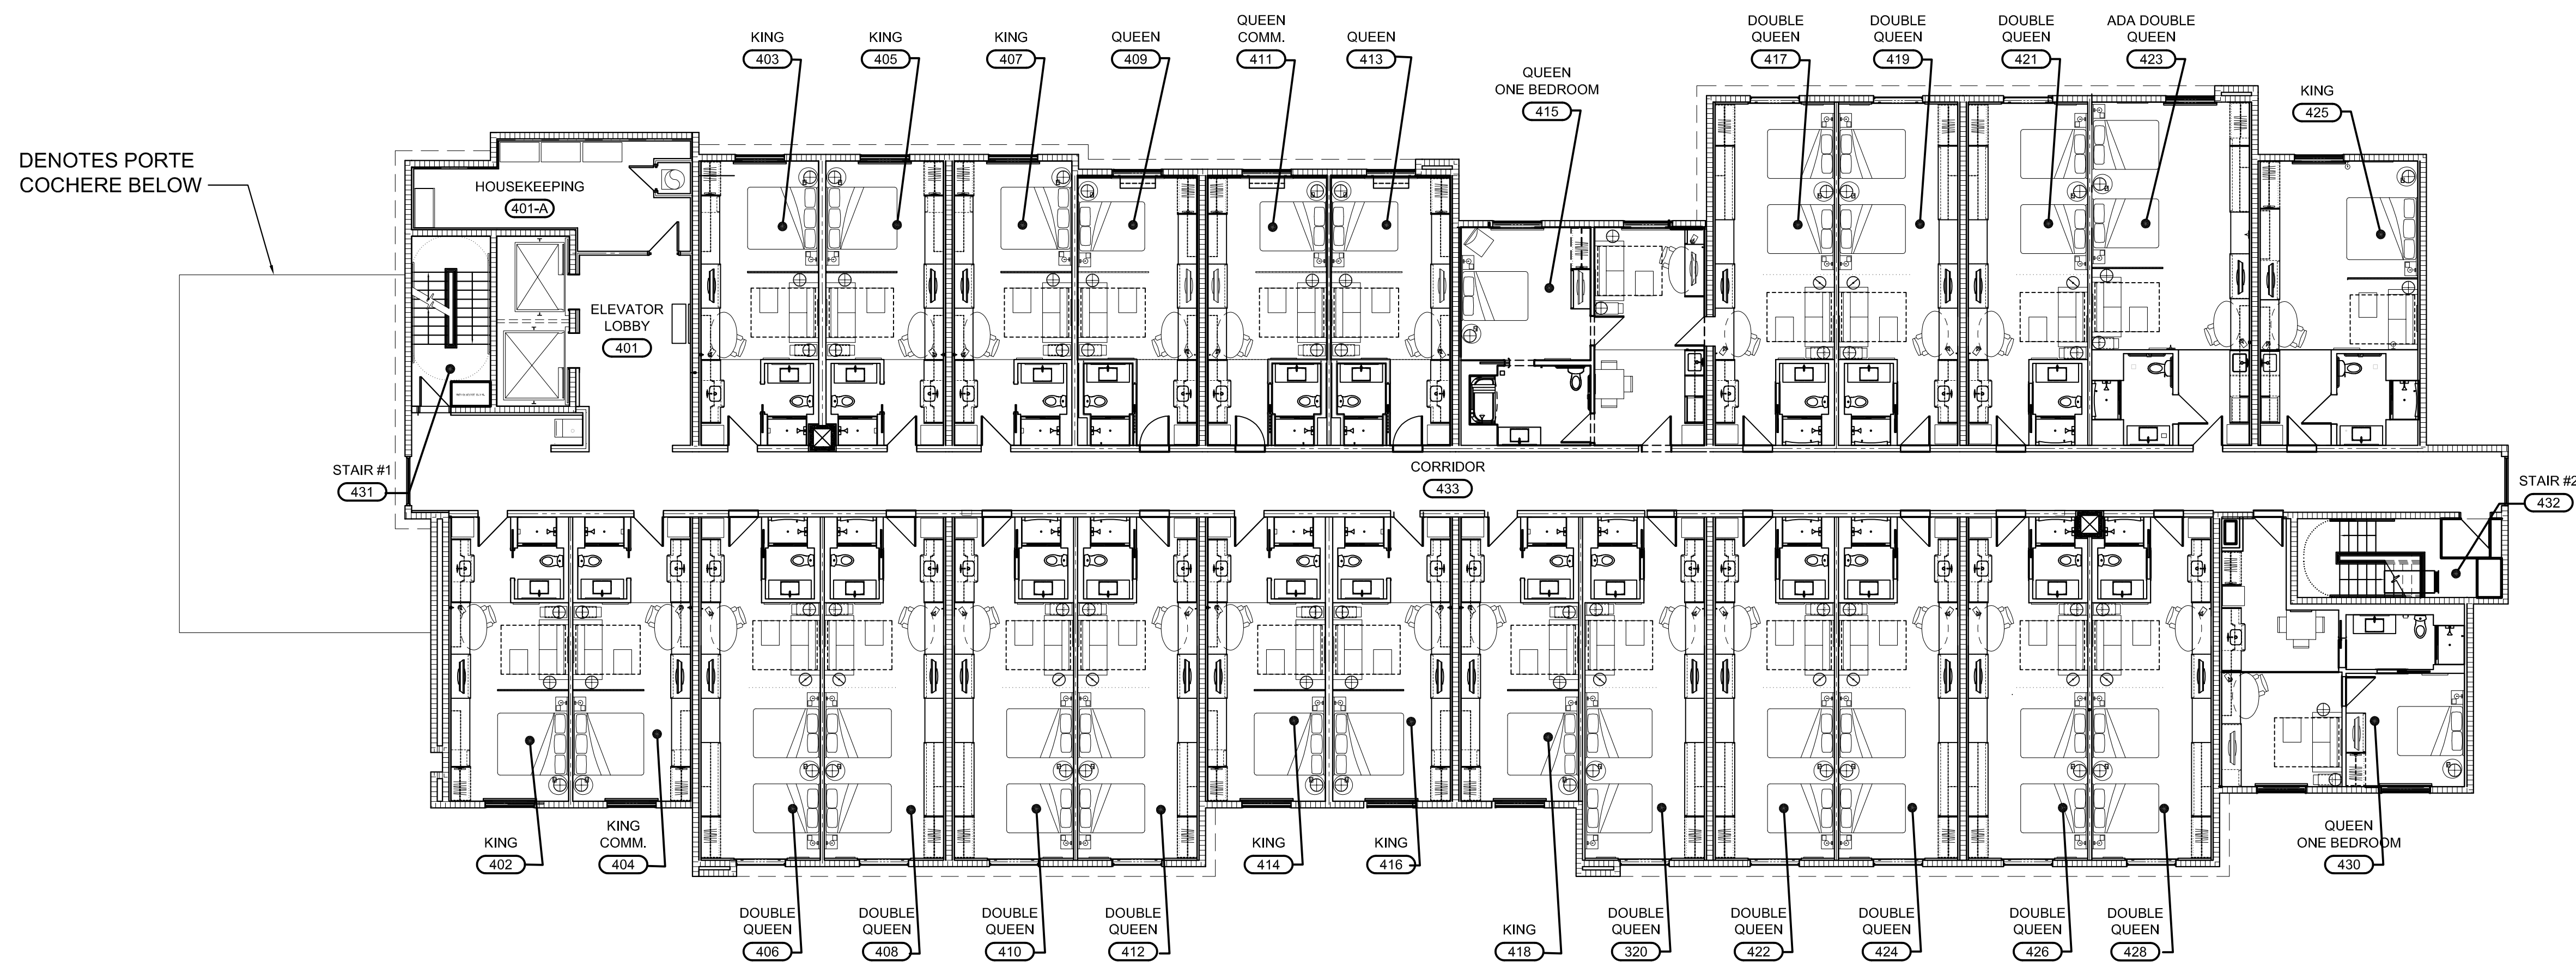 KING
403
KING
405
KING
407
QUEEN
409
QUEEN
COMM.
411
QUEEN
413
QUEEN
ONE BEDROOM
415
DOUBLE
QUEEN
417
DOUBLE
QUEEN
419
DOUBLE
QUEEN
421
ADA DOUBLE
QUEEN
423
KING
425
DENOTES PORTE
COCHERE BELOW
HOUSEKEEPING
401-A
ELEVATOR
LOBBY
401
STAIR #1
431
CORRIDOR
433
STAIR #2
432
KING
402
KING
COMM.
404
DOUBLE
QUEEN
406
DOUBLE
QUEEN
408
DOUBLE
QUEEN
410
DOUBLE
QUEEN
412
KING
414
KING
416
KING
418
DOUBLE
QUEEN
320
DOUBLE
QUEEN
422
DOUBLE
QUEEN
424
DOUBLE
QUEEN
426
DOUBLE
QUEEN
428
QUEEN
ONE BEDROOM
430